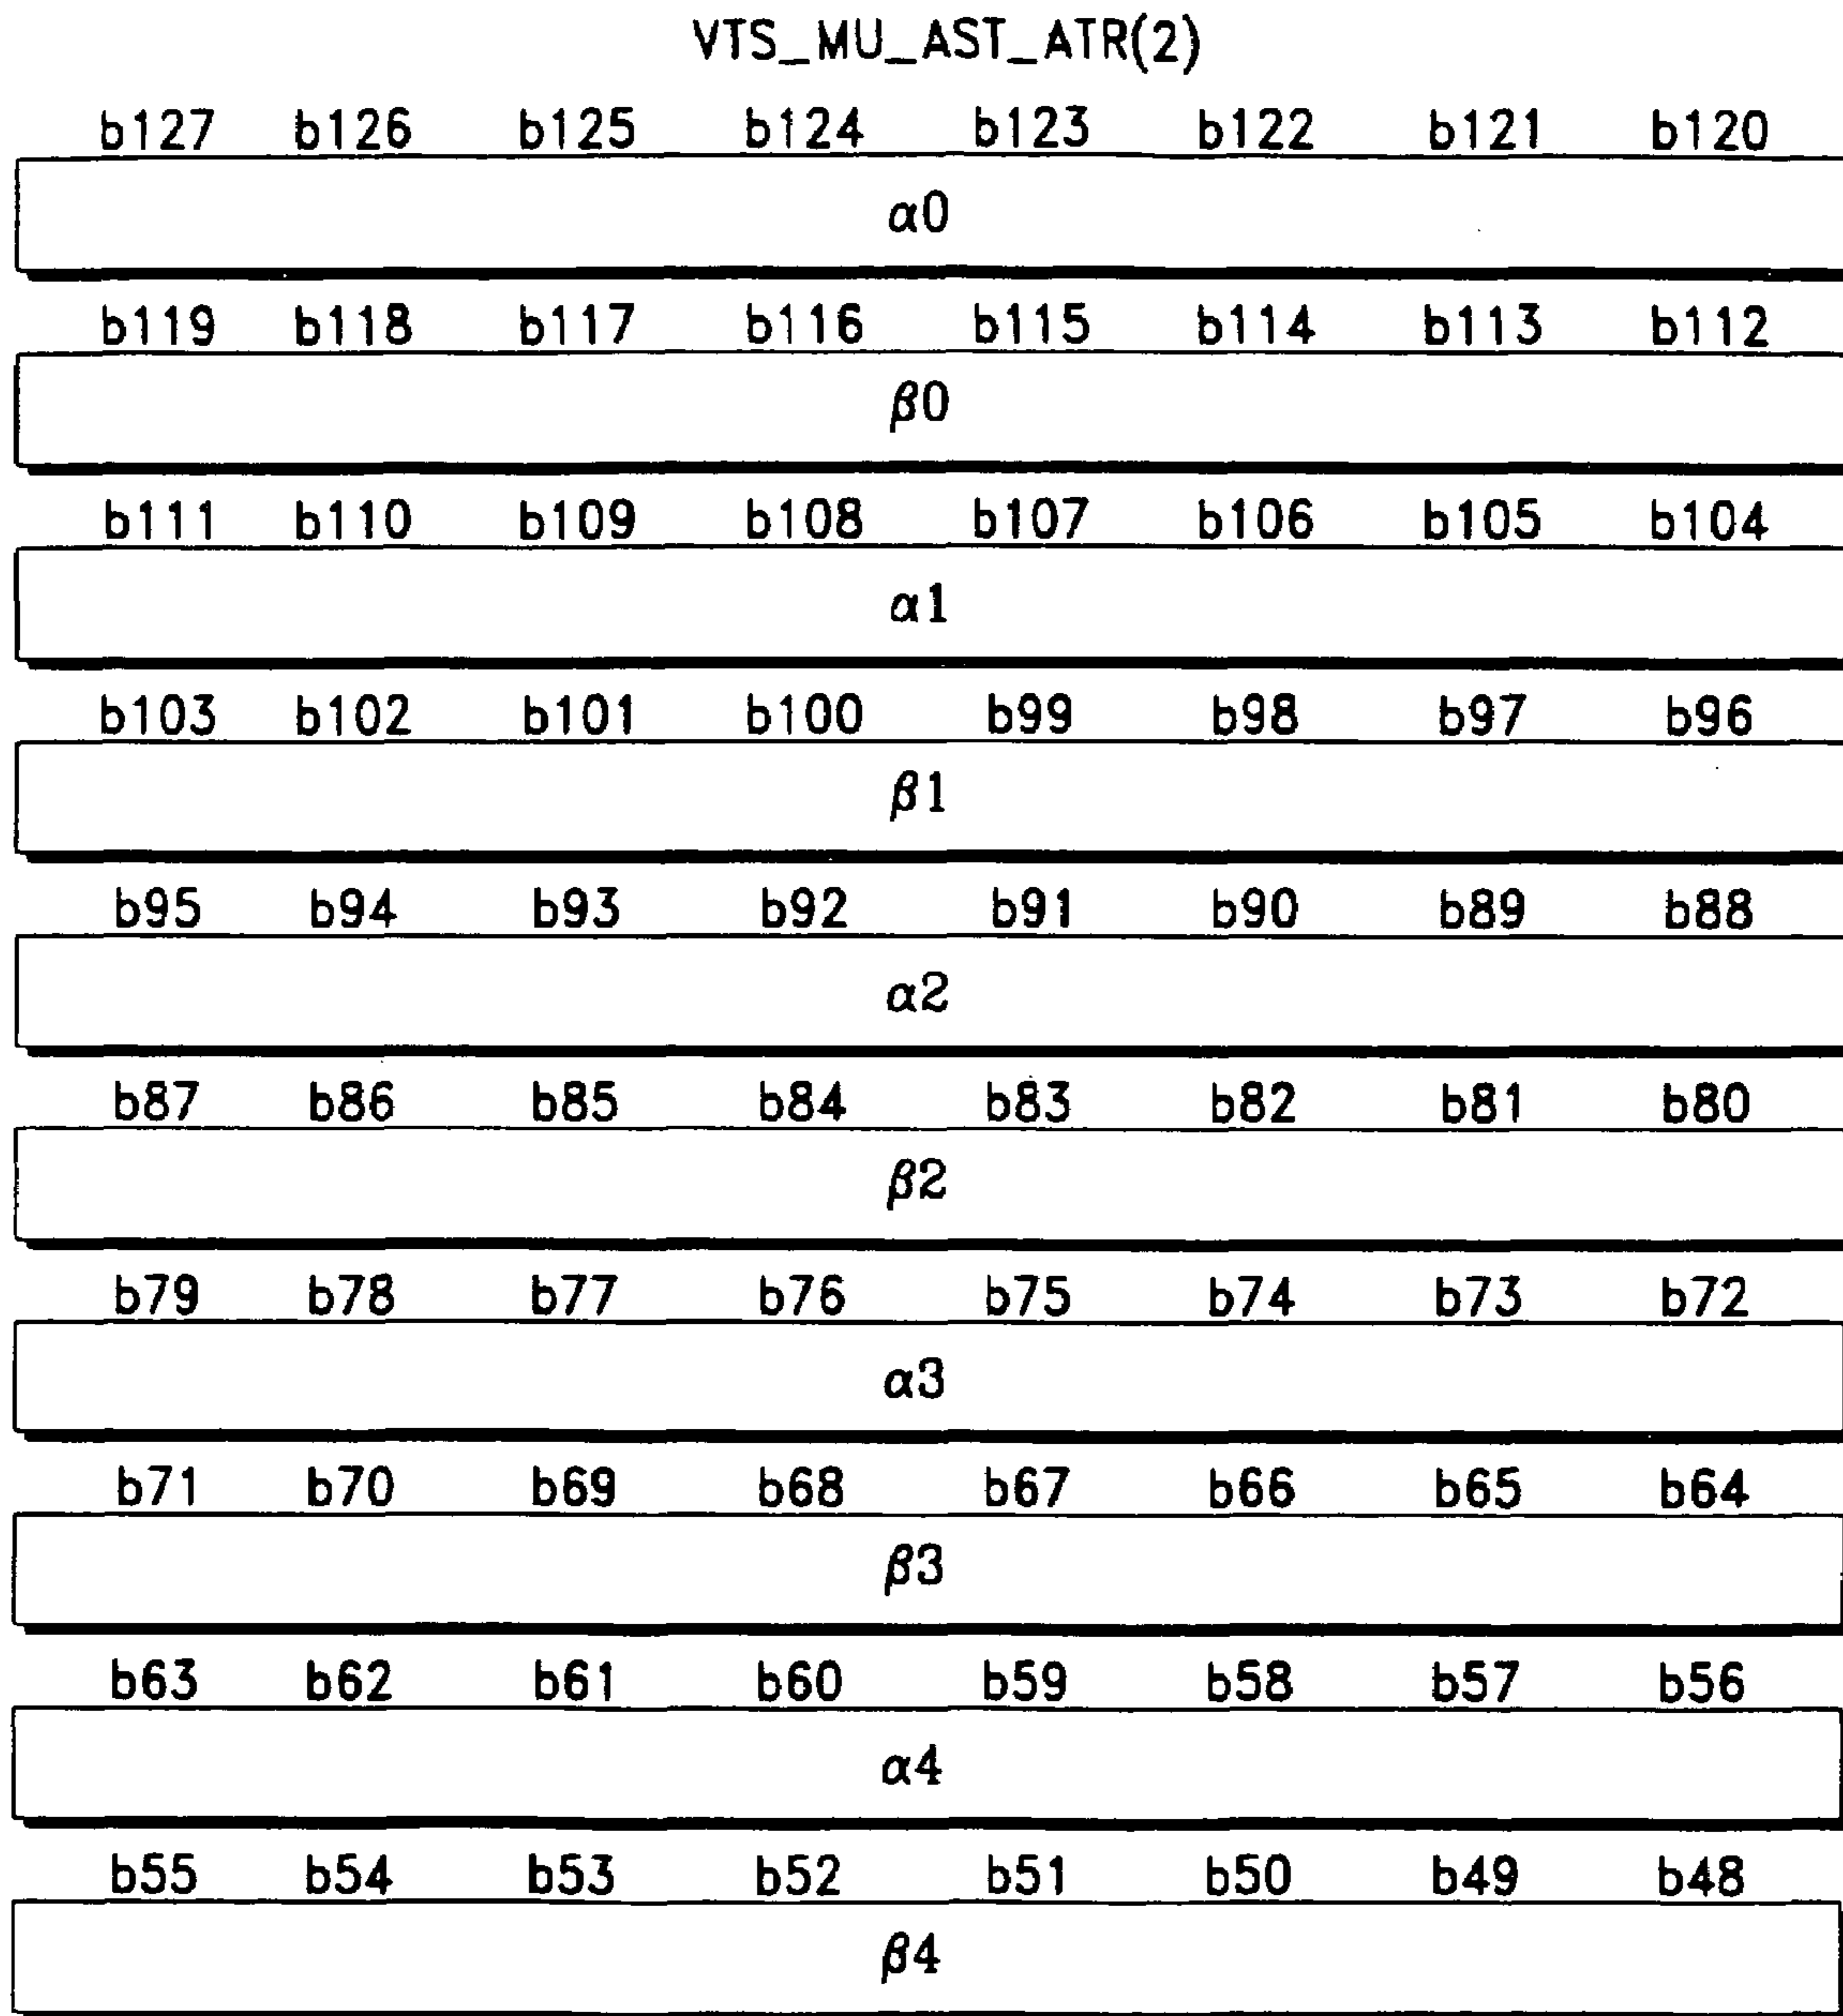 VTS_MU_AST_ATR(2)
b127 b126 b125 b124 b123 b122 b121 b120
α0
b119 b118 b117 b116 b115 b114 b113 b112
β0
b111 b110 b109 b108 b107 b106 b105 b104
α1
b103 b102 b101 b100 b99 b98 b97 b96
β1
b95 b94 b93 b92 b91 b90 b89 b88
α2
b87 b86 b85 b84 b83 b82 b81 b80
β2
b79 b78 b77 b76 b75 b74 b73 b72
α3
b71 b70 b69 b68 b67 b66 b65 b64
β3
b63 b62 b61 b60 b59 b58 b57 b56
α4
b55 b54 b53 b52 b51 b50 b49 b48
β4